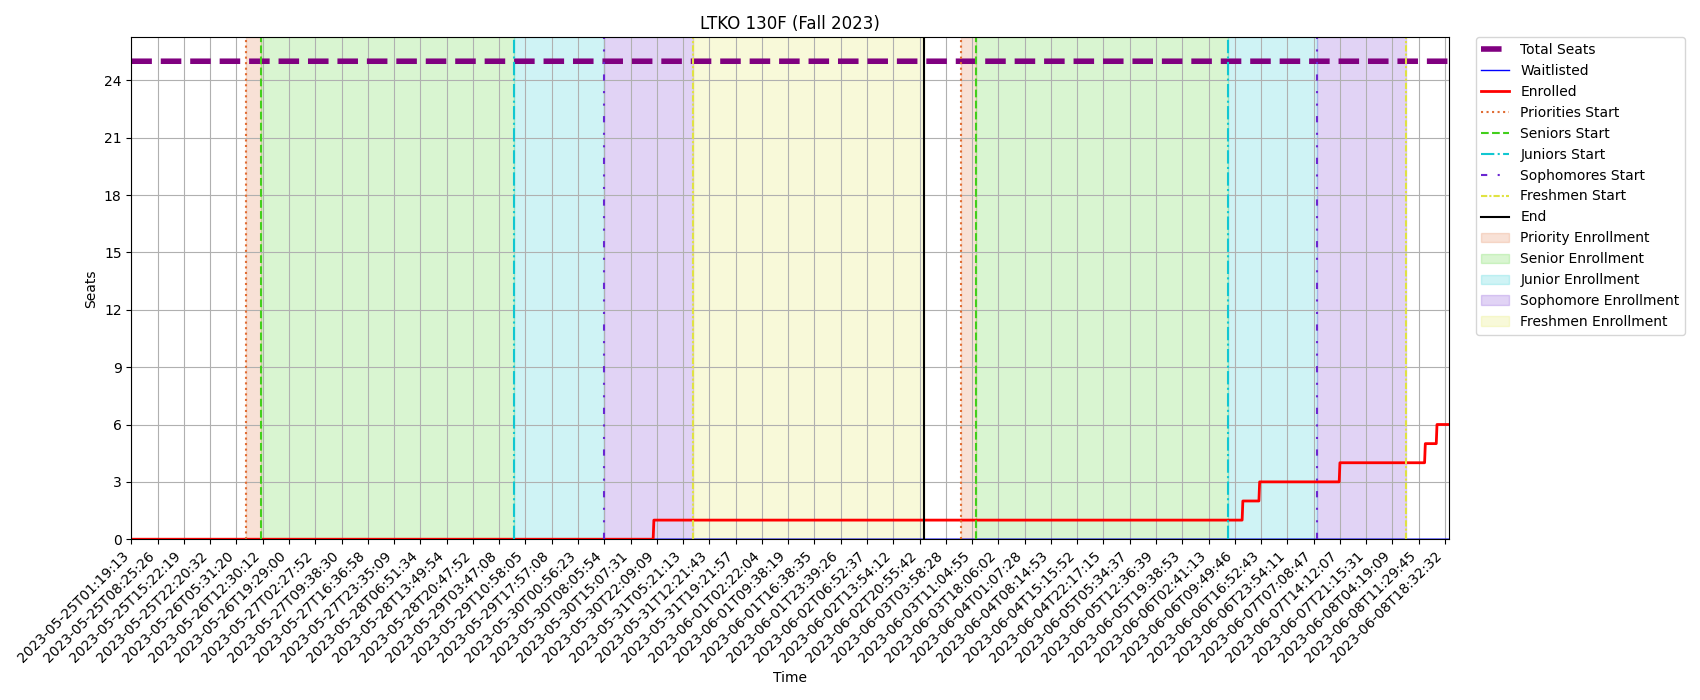 LTKO 130F (Fall 2023)
Seats
24
21
18
15
12
9
6
3
0
2023-05-25T01:19:13
2023-05-25T08:25:26
2023-05-25T15:22:19
2023-05-25T22:20:32
2023-05-26T05:31:20
2023-05-26T12:30:12
2023-05-26T19:29:00
2023-05-27T02:27:52
2023-05-27T09:38:30
2023-05-27T16:36:58
2023-05-27T23:35:09
2023-05-28T06:51:34
2023-05-28T13:49:54
2023-05-28T20:47:52
2023-05-29T03:47:08
2023-05-29T10:58:05
2023-05-29T17:57:08
2023-05-30T00:56:23
2023-05-30T08:05:54
2023-05-30T15:07:31
2023-05-30T22:09:09
2023-05-31T05:21:13
2023-05-31T12:21:43
2023-05-31T19:21:57
2023-06-01T02:22:04
2023-06-01T09:38:19
2023-06-01T16:38:35
2023-06-01T23:39:26
2023-06-02T06:52:37
2023-06-02T13:54:12
2023-06-02T20:55:42
2023-06-03T03:58:28
2023-06-03T11:04:55
2023-06-03T18:06:02
2023-06-04T01:07:28
2023-06-04T08:14:53
2023-06-04T15:15:52
2023-06-04T22:17:15
2023-06-05T05:34:37
2023-06-05T12:36:39
2023-06-05T19:38:53
2023-06-06T02:41:13
2023-06-06T09:49:46
2023-06-06T16:52:43
2023-06-06T23:54:11
2023-06-07T07:08:47
2023-06-07T14:12:07
2023-06-07T21:15:31
2023-06-08T04:19:09
2023-06-08T11:29:45
2023-06-08T18:32:32
Time
Total Seats
Waitlisted
Enrolled
Priorities Start
Seniors Start
Juniors Start
Sophomores Start
Freshmen Start
End
Priority Enrollment
Senior Enrollment
Junior Enrollment
Sophomore Enrollment
Freshmen Enrollment